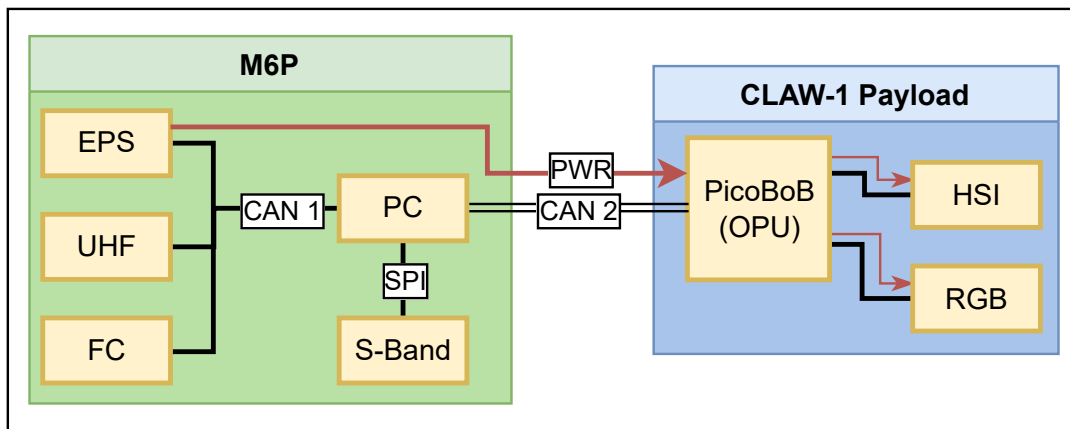 M6P
CLAW-1 Payload
EPS
PWR
PicoBoB
(OPU)
HSI
UHF
CAN 1
PC
CAN 2
SPI
RGB
FC
S-Band